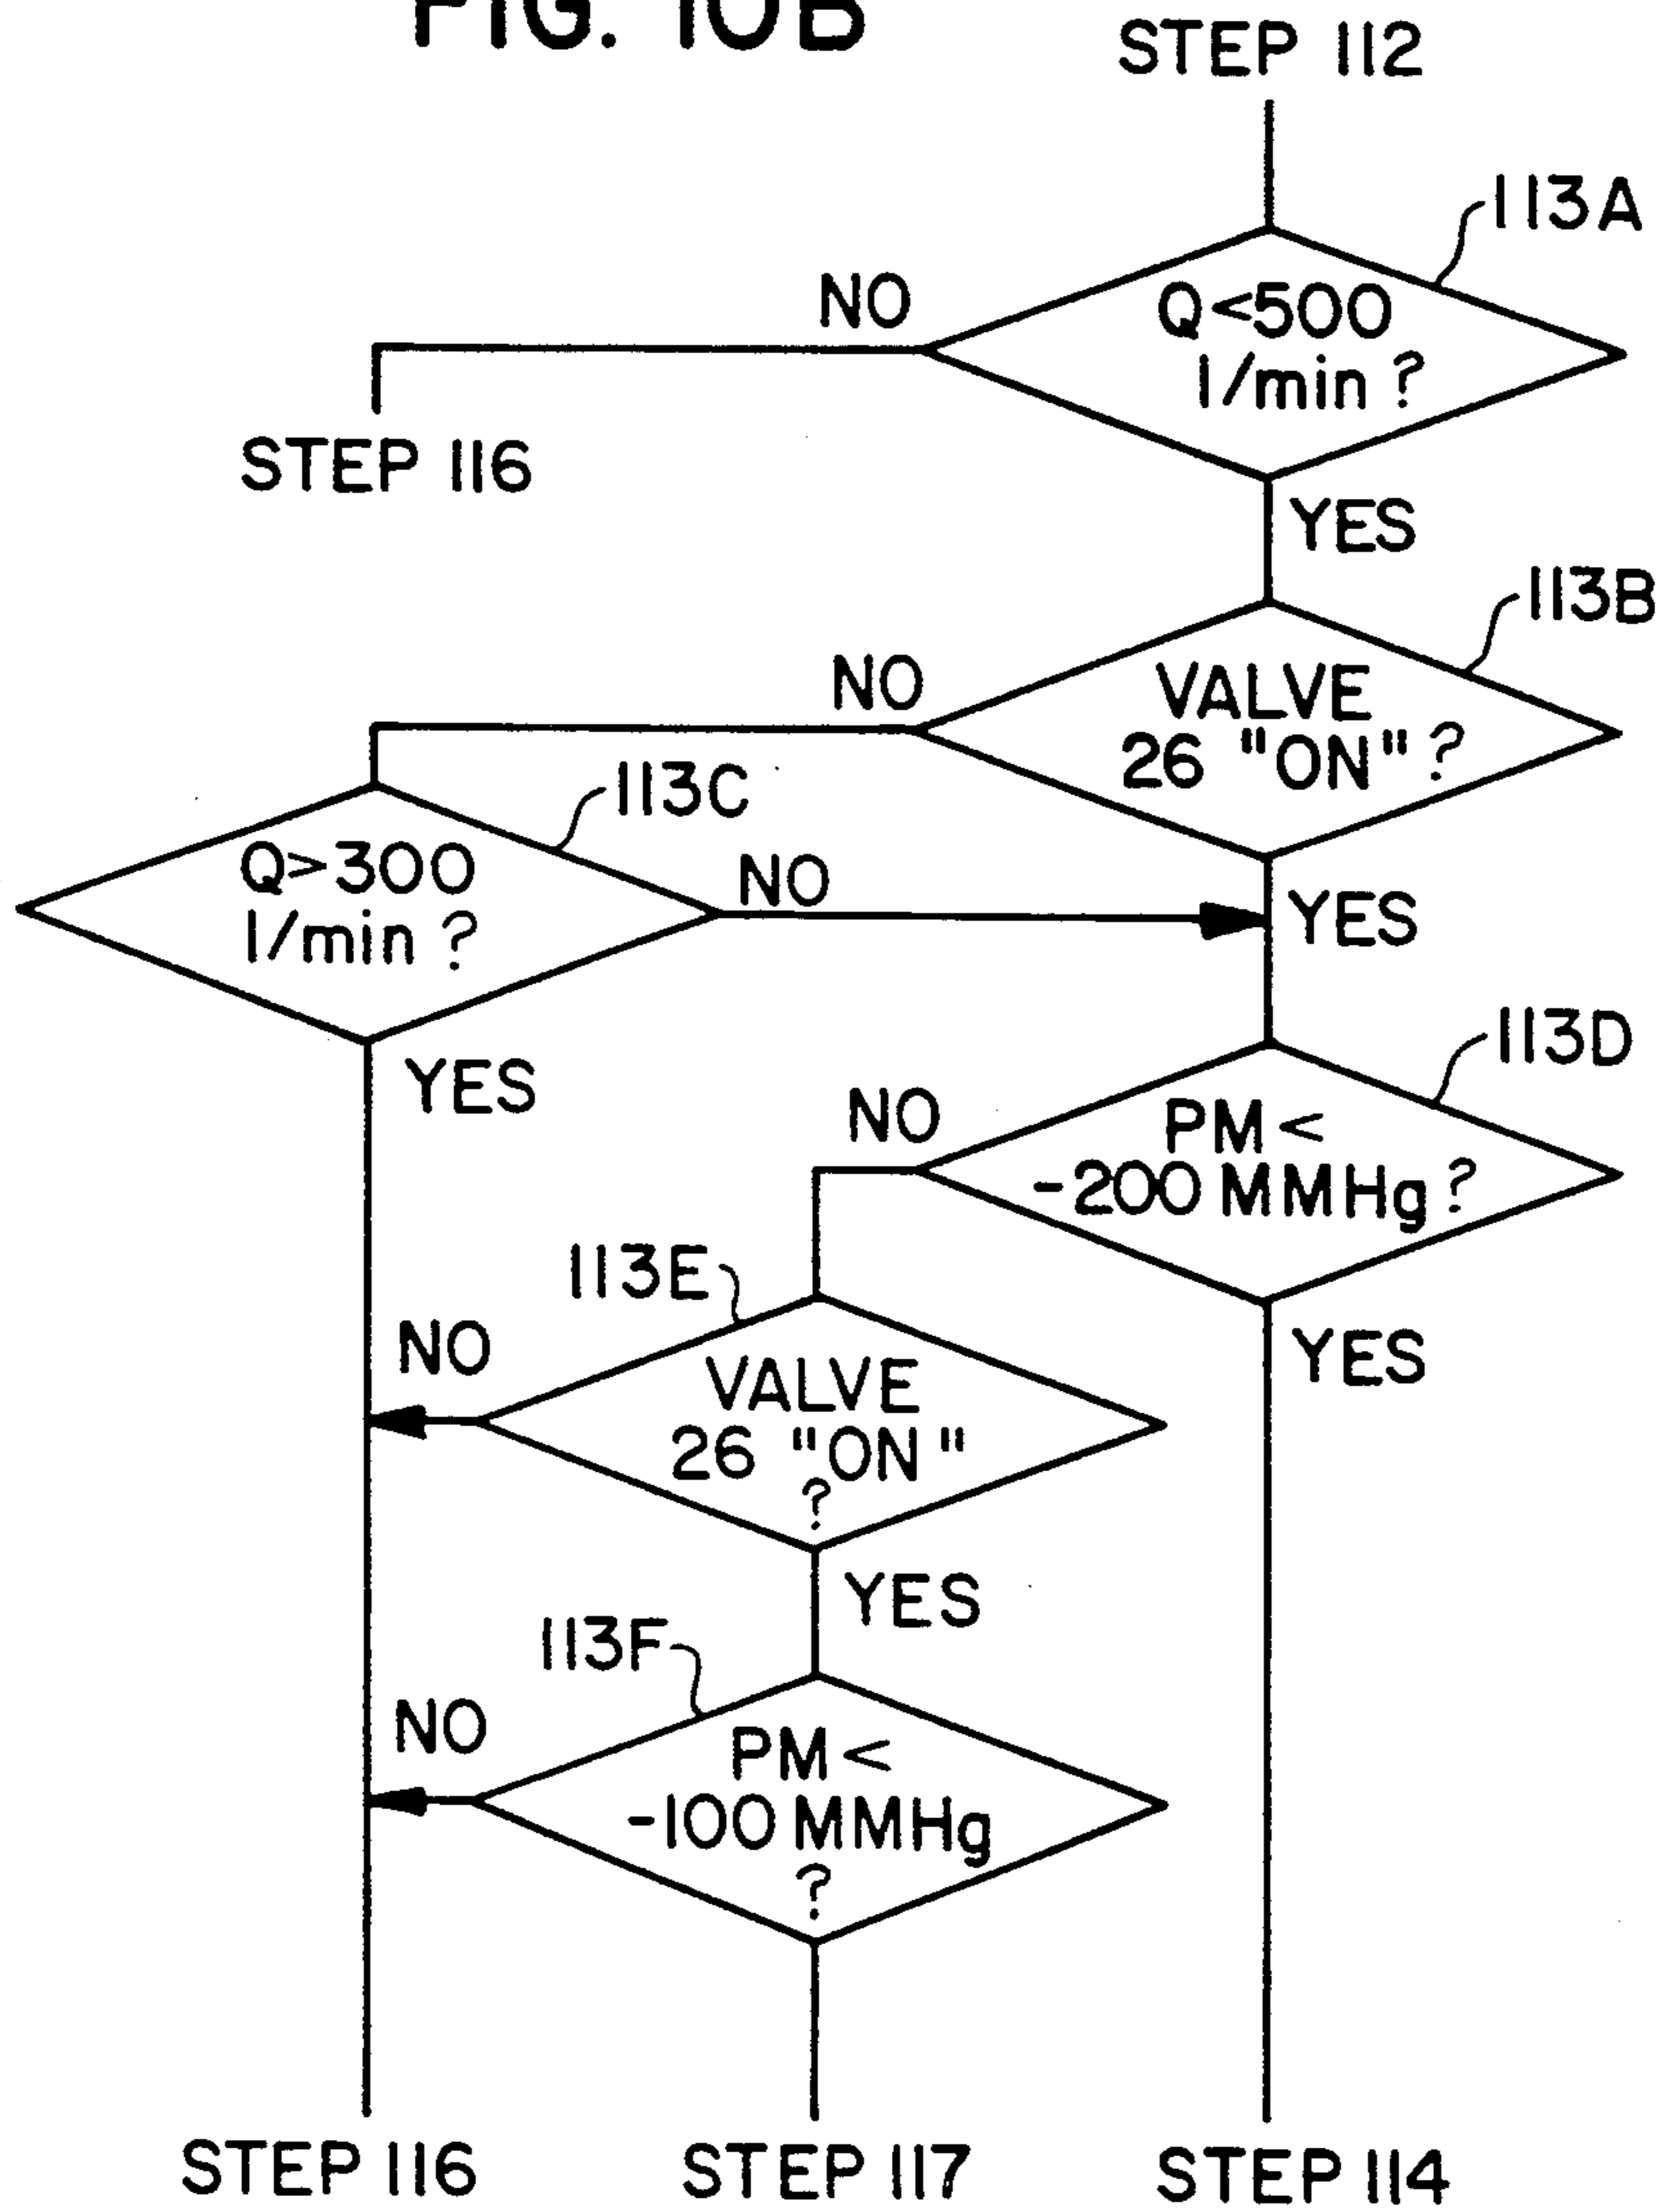 FIG. 10B
STEP 112
113A
NO
Q<500
l/min ?
STEP 116
YES
113B
NO
VALVE
26 "ON" ?
113C
Q>300
l/min ?
NO
YES
YES
113D
NO
PM <
-200 MMHg ?
113E
YES
NO
VALVE
26 "ON"
?
YES
113F
NO
PM <
-100 MMHg
?
STEP 116
STEP 117
STEP 114